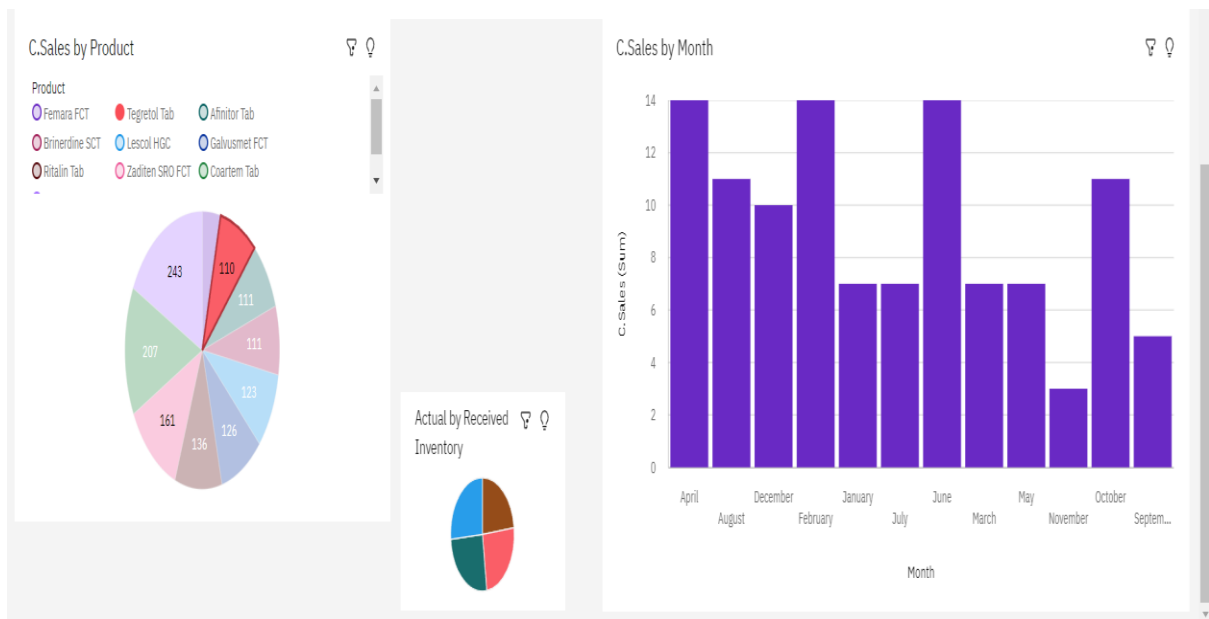 C.Sales by Product
Product
Femara FCT Tegretol Tab Afinitor Tab
Brinerdine SCT Lescol HGC Galvusmet FCT
Ritalin Tab Zaditen SRO FCT Coartem Tab
243 110
111
207 111
123
161 126
136
Actual by Received
Inventory
C.Sales by Month
14
12
10
8
6
4
2
0
C.Sales (Sum)
April December January June May October
August February July March November Septem...
Month